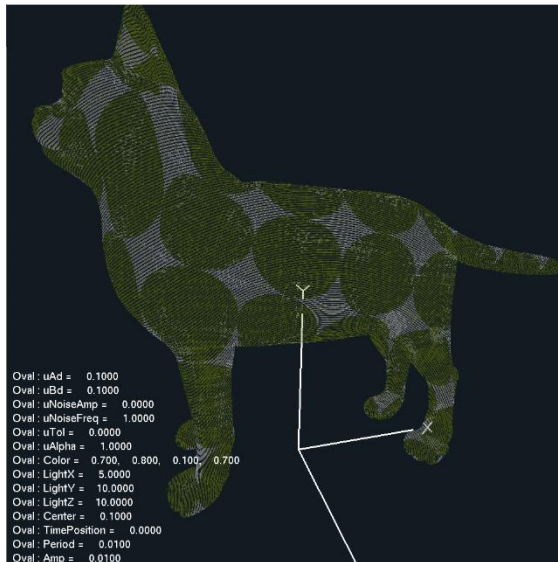 Y
X
Oval : uAd = 0.1000
Oval : uBd = 0.1000
Oval : uNoiseAmp = 0.0000
Oval : uNoiseFreq = 1.0000
Oval : uTol = 0.0000
Oval : uAlpha = 1.0000
Oval : Color = 0.700, 0.800, 0.100, 0.700
Oval : LightX = 5.0000
Oval : LightY = 10.0000
Oval : LightZ = 10.0000
Oval : Center = 0.1000
Oval : TimePosition = 0.0000
Oval : Period = 0.0100
Oval : Amp = 0.0100